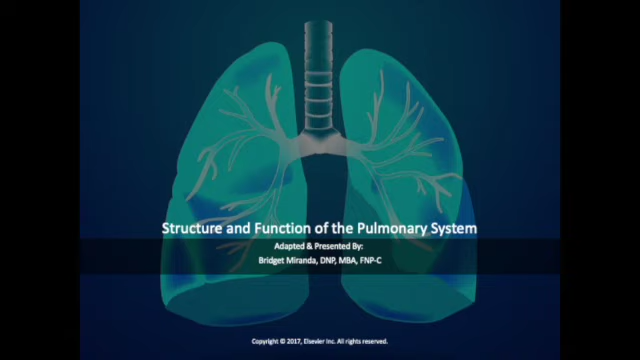 Structure and Function of the Pulmonary System
Adapted & Presented By:
Bridget Miranda, DNP, MBA, FNP-C
Copyright © 2017, Elsevier Inc. All rights reserved.